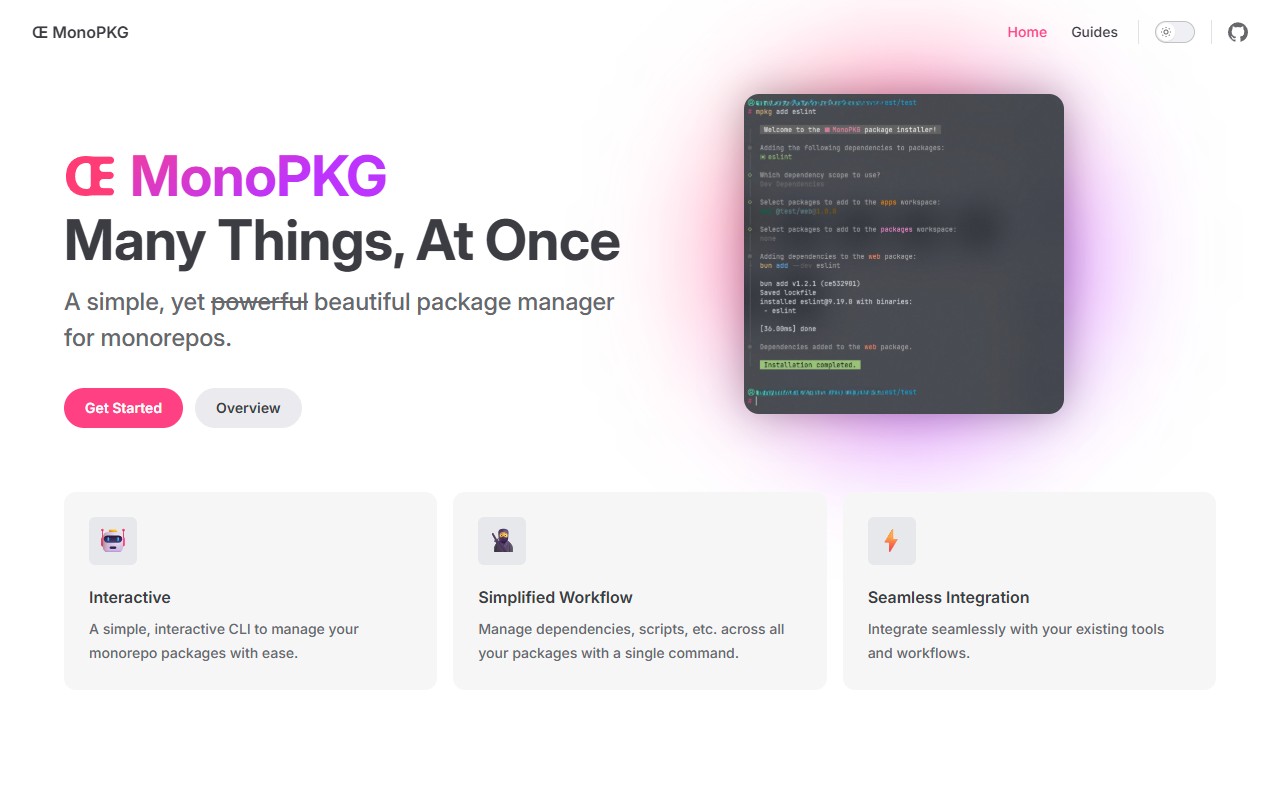 Œ MonoPKG
Home
Guides
Œ MonoPKG
Many Things, At Once
A simple, yet powerful beautiful package manager
for monorepos.
Get Started
Overview
mpkg add eslint
Welcome to the MonoPKG package installer!
Adding the following dependencies to packages:
eslint
Which dependency scope to use?
Dev Dependencies
Select packages to add to the apps workspace:
@test/web@1.0.0
Select packages to add to the packages workspace:
none
Adding dependencies to the web package:
bun add --dev eslint
bun add v1.2.1 (ce532901)
Saved lockfile
installed eslint@9.19.0 with binaries:
- eslint
[36.00ms] done
Dependencies added to the web package.
Installation completed.
Interactive
A simple, interactive CLI to manage your
monorepo packages with ease.
Simplified Workflow
Manage dependencies, scripts, etc. across all
your packages with a single command.
Seamless Integration
Integrate seamlessly with your existing tools
and workflows.